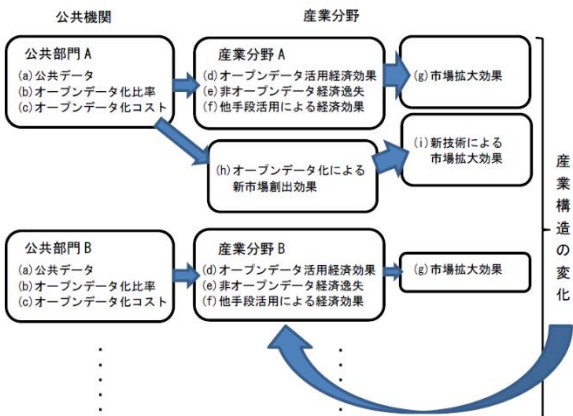 公共機関
産業分野
公共部門 A
(a) 公共データ
(b) オープンデータ化比率
(c) オープンデータ化コスト
産業分野 A
(d) オープンデータ活用経済効果
(e) 非オープンデータ経済逸失
(f) 他手段活用による経済効果
(g) 市場拡大効果
(h) オープンデータ化による
新市場創出効果
(i) 新技術による
市場拡大効果
公共部門 B
(a) 公共データ
(b) オープンデータ化比率
(c) オープンデータ化コスト
産業分野 B
(d) オープンデータ活用経済効果
(e) 非オープンデータ経済逸失
(f) 他手段活用による経済効果
(g) 市場拡大効果
産業構造の変化